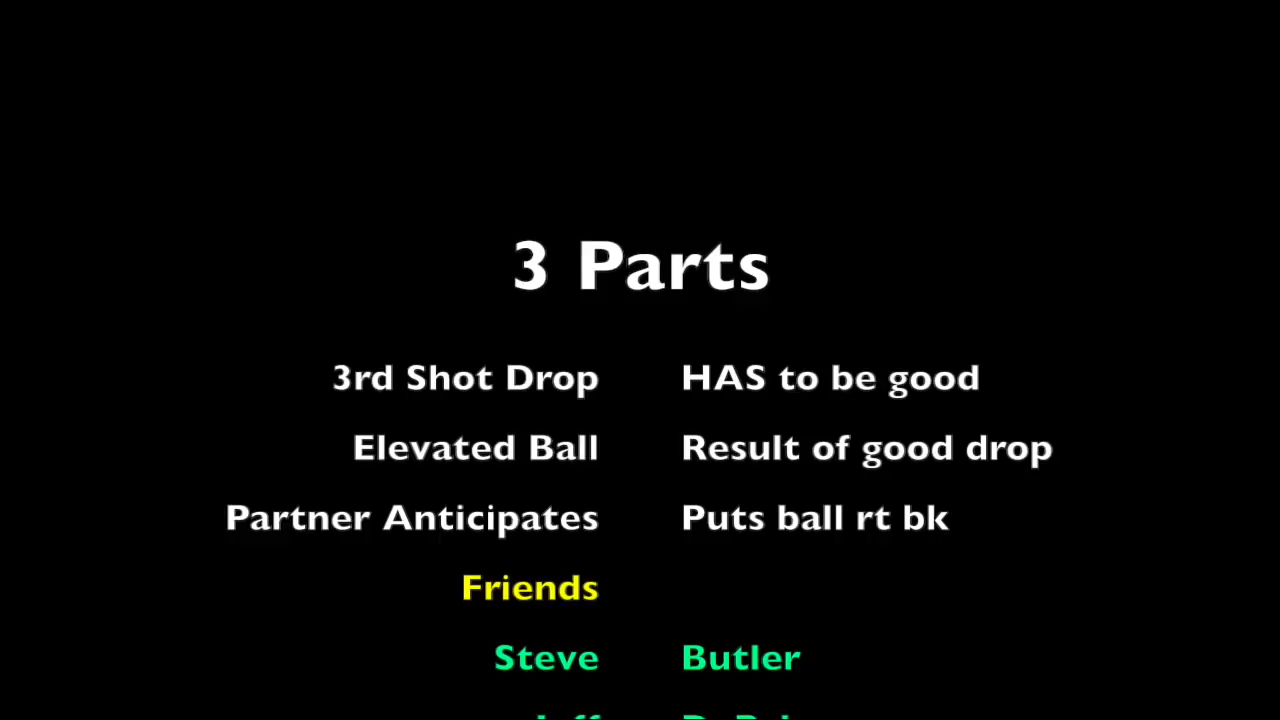 3 Parts
3rd Shot Drop HAS to be good
Elevated Ball Result of good drop
Partner Anticipates Puts ball rt bk
Friends
Steve Butler